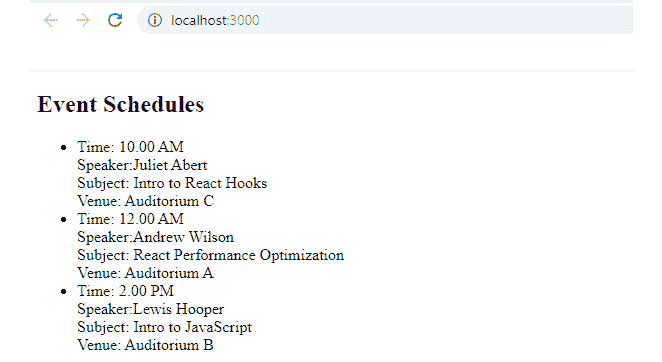 localhost:3000
Event Schedules
Time: 10.00 AM
Speaker:Juliet Abert
Subject: Intro to React Hooks
Venue: Auditorium C
Time: 12.00 AM
Speaker:Andrew Wilson
Subject: React Performance Optimization
Venue: Auditorium A
Time: 2.00 PM
Speaker:Lewis Hooper
Subject: Intro to JavaScript
Venue: Auditorium B